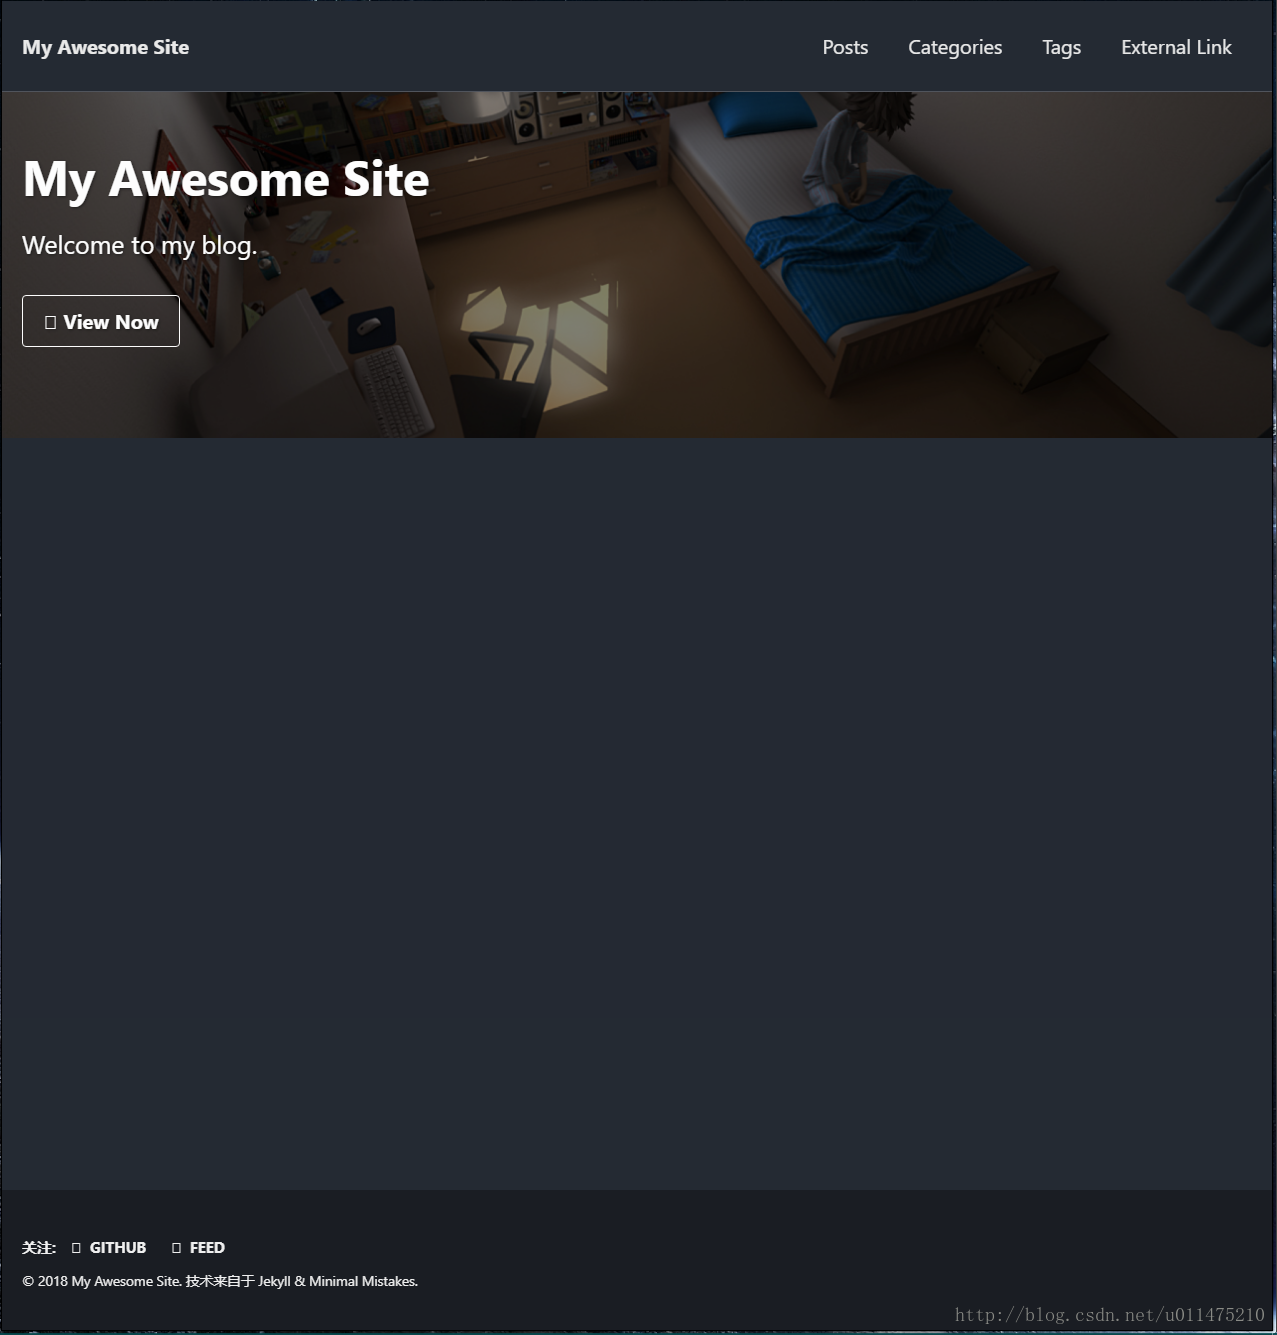 My Awesome Site
Posts Categories Tags External Link
My Awesome Site
Welcome to my blog.
View Now
关注: GITHUB FEED
© 2018 My Awesome Site. 技术来自于 Jekyll & Minimal Mistakes.
http://blog.csdn.net/u011475210